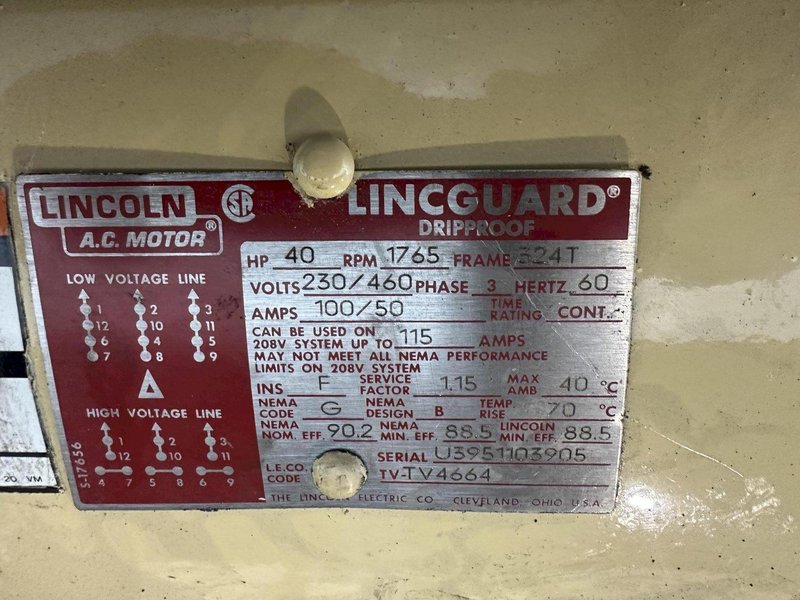 LINCOLN®
A.C. MOTOR
CSA
LINCGUARD®
DRIPPROOF
LOW VOLTAGE LINE
1 2 3
12 10 11
6 4 5
7 8 9
HIGH VOLTAGE LINE
1 2 3
12 10 11
4 7 5 8 6 9
S-17656
HP 40 RPM 1765 FRAME 324T
VOLTS 230/460 PHASE 3 HERTZ 60
AMPS 100/50 TIME RATING CONT.
CAN BE USED ON
208V SYSTEM UP TO 115 AMPS
MAY NOT MEET ALL NEMA PERFORMANCE
LIMITS ON 208V SYSTEM
INS F SERVICE FACTOR 1.15 MAX AMB 40 °C
NEMA CODE G NEMA DESIGN B TEMP. RISE 70 °C
NEMA NOM. EFF. 90.2 NEMA MIN. EFF. 88.5 LINCOLN MIN. EFF. 88.5
SERIAL U3951103905
L.E.CO. CODE TV-TV4664
THE LINCOLN ELECTRIC CO. CLEVELAND, OHIO U.S.A.
20 VM